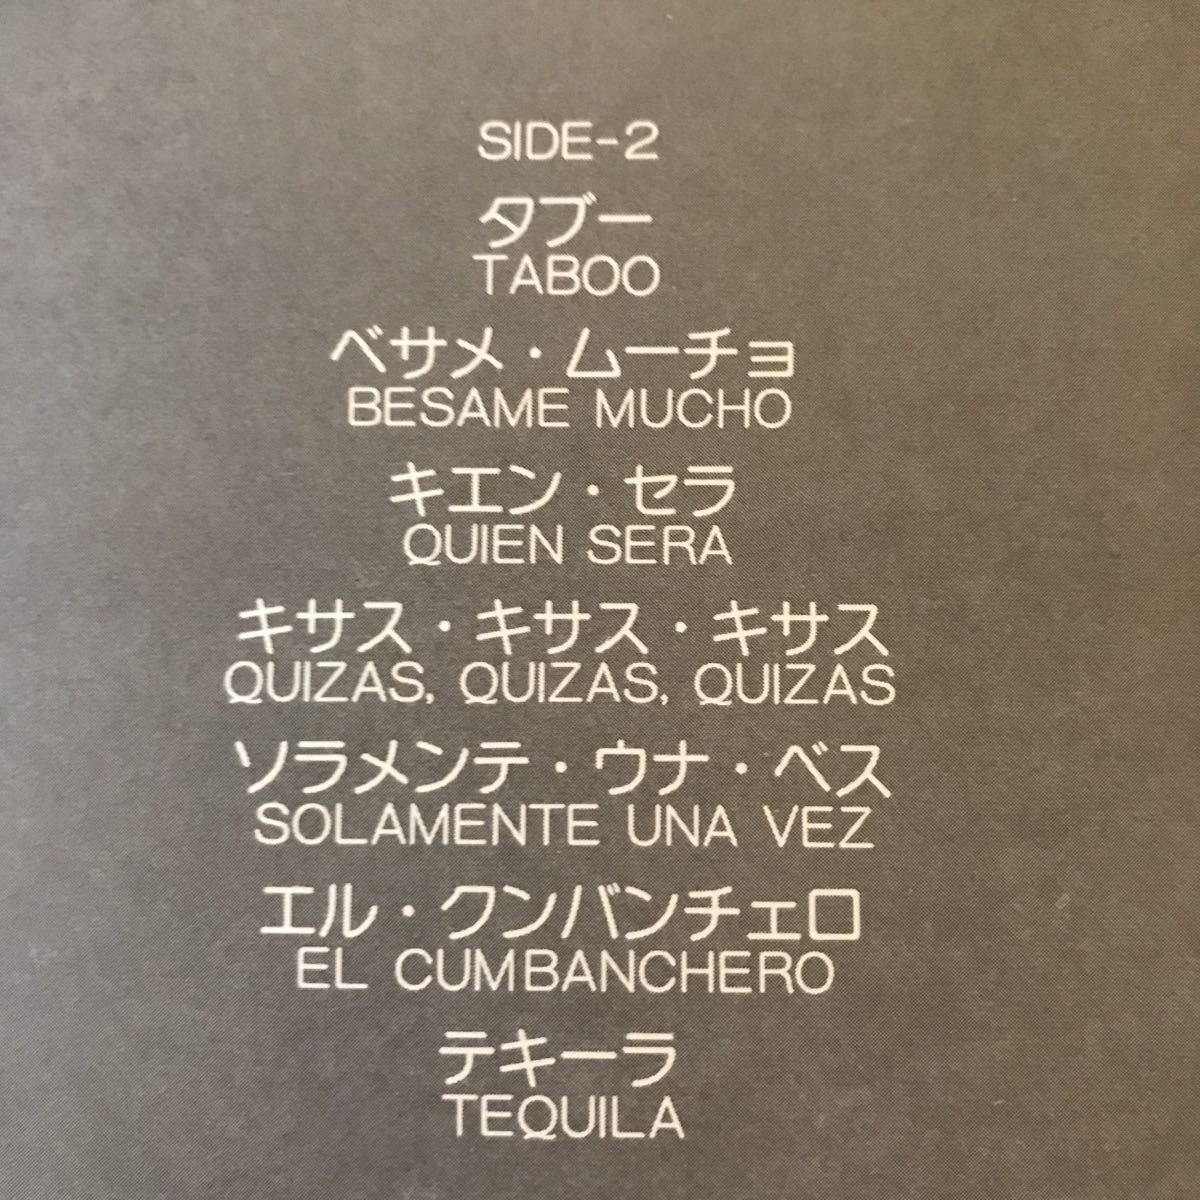 SIDE-2
タブー
TABOO
ベサメ・ムーチョ
BESAME MUCHO
キエン・セラ
QUIEN SERA
キサス・キサス・キサス
QUIZAS, QUIZAS, QUIZAS
ソラメンテ・ウナ・ベス
SOLAMENTE UNA VEZ
エル・クンバンチェロ
EL CUMBANCHERO
テキーラ
TEQUILA